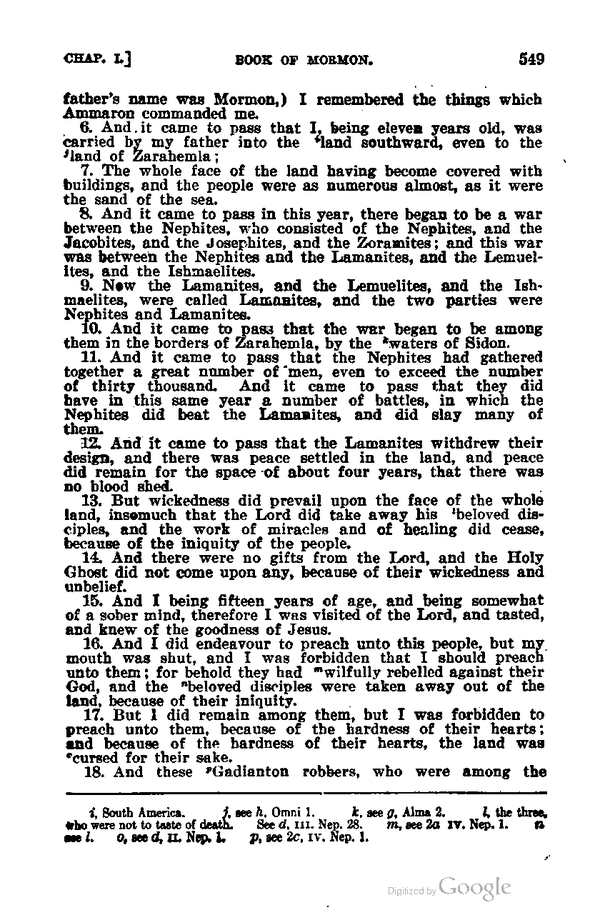 CHAP. I.] BOOK OF MORMON. 549
father's name was Mormon,) I remembered the things which
Ammaron commanded me.
6. And it came to pass that I, being eleven years old, was
carried by my father into the ⁱland southward, even to the
ʲland of Zarahemla;
7. The whole face of the land having become covered with
buildings, and the people were as numerous almost, as it were
the sand of the sea.
8. And it came to pass in this year, there began to be a war
between the Nephites, who consisted of the Nephites, and the
Jacobites, and the Josephites, and the Zoramites; and this war
was between the Nephites and the Lamanites, and the Lemuel-
ites, and the Ishmaelites.
9. Now the Lamanites, and the Lemuelites, and the Ish-
maelites, were called Lamanites, and the two parties were
Nephites and Lamanites.
10. And it came to pass that the war began to be among
them in the borders of Zarahemla, by the ᵏwaters of Sidon.
11. And it came to pass that the Nephites had gathered
together a great number of men, even to exceed the number
of thirty thousand. And it came to pass that they did
have in this same year a number of battles, in which the
Nephites did beat the Lamanites, and did slay many of
them.
12. And it came to pass that the Lamanites withdrew their
design, and there was peace settled in the land, and peace
did remain for the space of about four years, that there was
no blood shed.
13. But wickedness did prevail upon the face of the whole
land, insomuch that the Lord did take away his ˡbeloved dis-
ciples, and the work of miracles and of healing did cease,
because of the iniquity of the people.
14. And there were no gifts from the Lord, and the Holy
Ghost did not come upon any, because of their wickedness and
unbelief.
15. And I being fifteen years of age, and being somewhat
of a sober mind, therefore I was visited of the Lord, and tasted,
and knew of the goodness of Jesus.
16. And I did endeavour to preach unto this people, but my
mouth was shut, and I was forbidden that I should preach
unto them; for behold they had ᵐwilfully rebelled against their
God, and the ⁿbeloved disciples were taken away out of the
land, because of their iniquity.
17. But I did remain among them, but I was forbidden to
preach unto them, because of the hardness of their hearts;
and because of the hardness of their hearts, the land was
ᵒcursed for their sake.
18. And these ᵖGadianton robbers, who were among the
i, South America. j, see h, Omni 1. k, see g, Alma 2. l, the three,
who were not to taste of death. See d, III. Nep. 28. m, see 2a IV. Nep. 1. n
see l. o, see d, II. Nep. 1. p, see 2c, IV. Nep. 1.
Digitized by Google